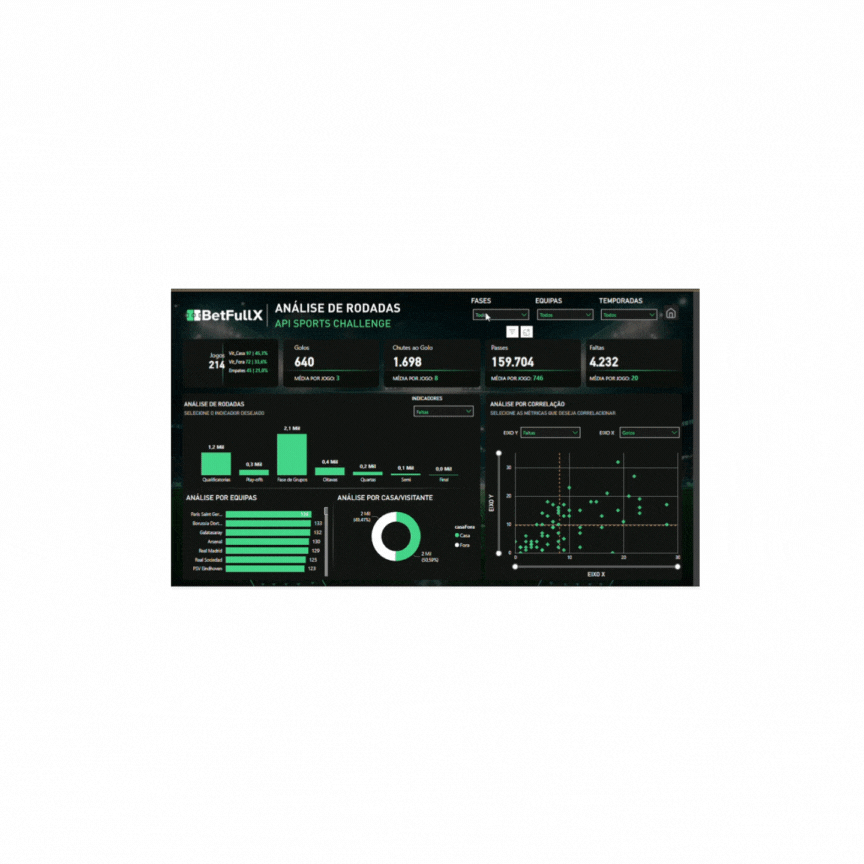 BetFullX
ANÁLISE DE RODADAS
API SPORTS CHALLENGE
FASES
EQUIPAS
TEMPORADAS
Todos
Todos
Jogos
214
Vit_Casa 97 | 45,3%
Vit_Fora 72 | 33,6%
Empates 45 | 21,0%
Golos
640
MÉDIA POR JOGO: 3
Chutes ao Golo
1.698
MÉDIA POR JOGO: 8
Passes
159.704
MÉDIA POR JOGO: 746
Faltas
4.232
MÉDIA POR JOGO: 20
ANÁLISE DE RODADAS
SELECIONE O INDICADOR DESEJADO
INDICADORES
Faltas
1,2 Mil
0,3 Mil
2,1 Mil
0,4 Mil
0,2 Mil
0,1 Mil
0,0 Mil
Qualificatorias
Play-offs
Fase de Grupos
Oitavas
Quartas
Semi
Final
ANÁLISE POR EQUIPAS
Paris Saint Ger...
Borussia Dort... 133
Galatasaray 132
Arsenal 130
Real Madrid 129
Real Sociedad 125
PSV Eindhoven 123
ANÁLISE POR CASA/VISITANTE
2 Mil
2 Mil
(50,59%)
casaFora
Casa
Fora
ANÁLISE POR CORRELAÇÃO
SELECIONE AS MÉTRICAS QUE DESEJA CORRELACIONAR
EIXO Y
Faltas
EIXO X
Golos
EIXO Y
30
20
10
0
0
10
20
30
EIXO X